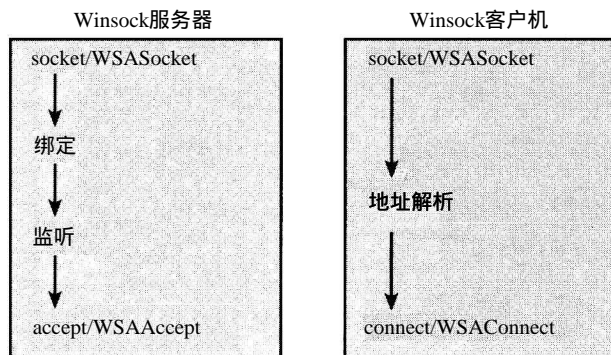 Winsock服务器
socket/WSASocket
绑定
监听
accept/WSAAccept
Winsock客户机
socket/WSASocket
地址解析
connect/WSAConnect